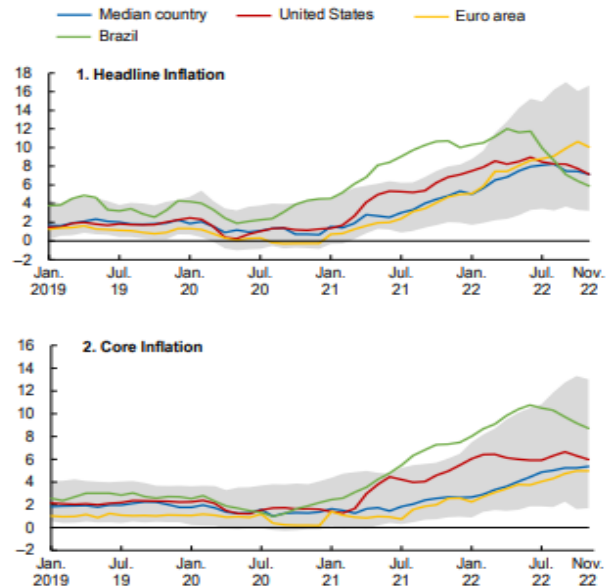 Median country United States Euro area
Brazil
1. Headline Inflation
18
16
14
12
10
8
6
4
2
0
−2
Jan. Jul. Jan. Jul. Jan. Jul. Jan. Jul. Nov.
2019 19 20 20 21 21 22 22 22
2. Core Inflation
16
14
12
10
8
6
4
2
0
−2
Jan. Jul. Jan. Jul. Jan. Jul. Jan. Jul. Nov.
2019 19 20 20 21 21 22 22 22